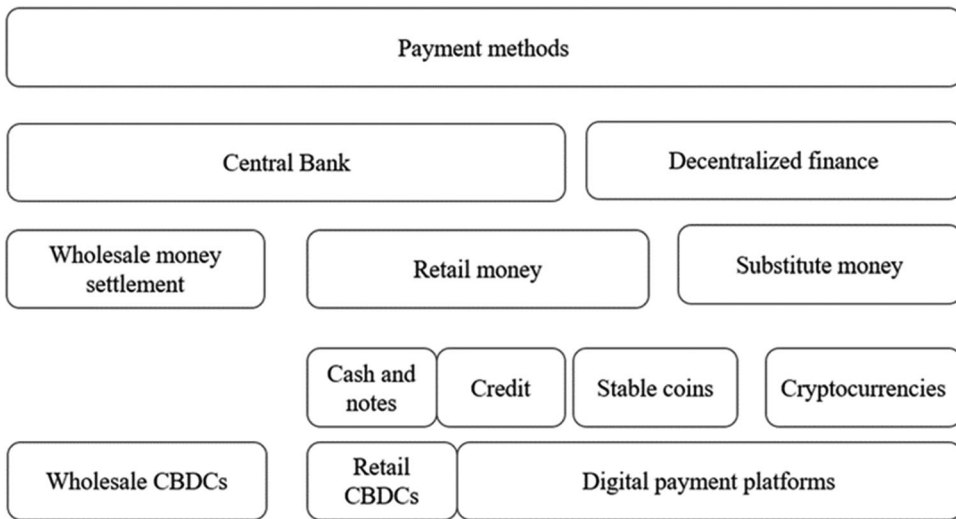 Payment methods
Central Bank
Decentralized finance
Wholesale money
settlement
Retail money
Substitute money
Cash and
notes
Credit
Stable coins
Cryptocurrencies
Wholesale CBDCs
Retail
CBDCs
Digital payment platforms